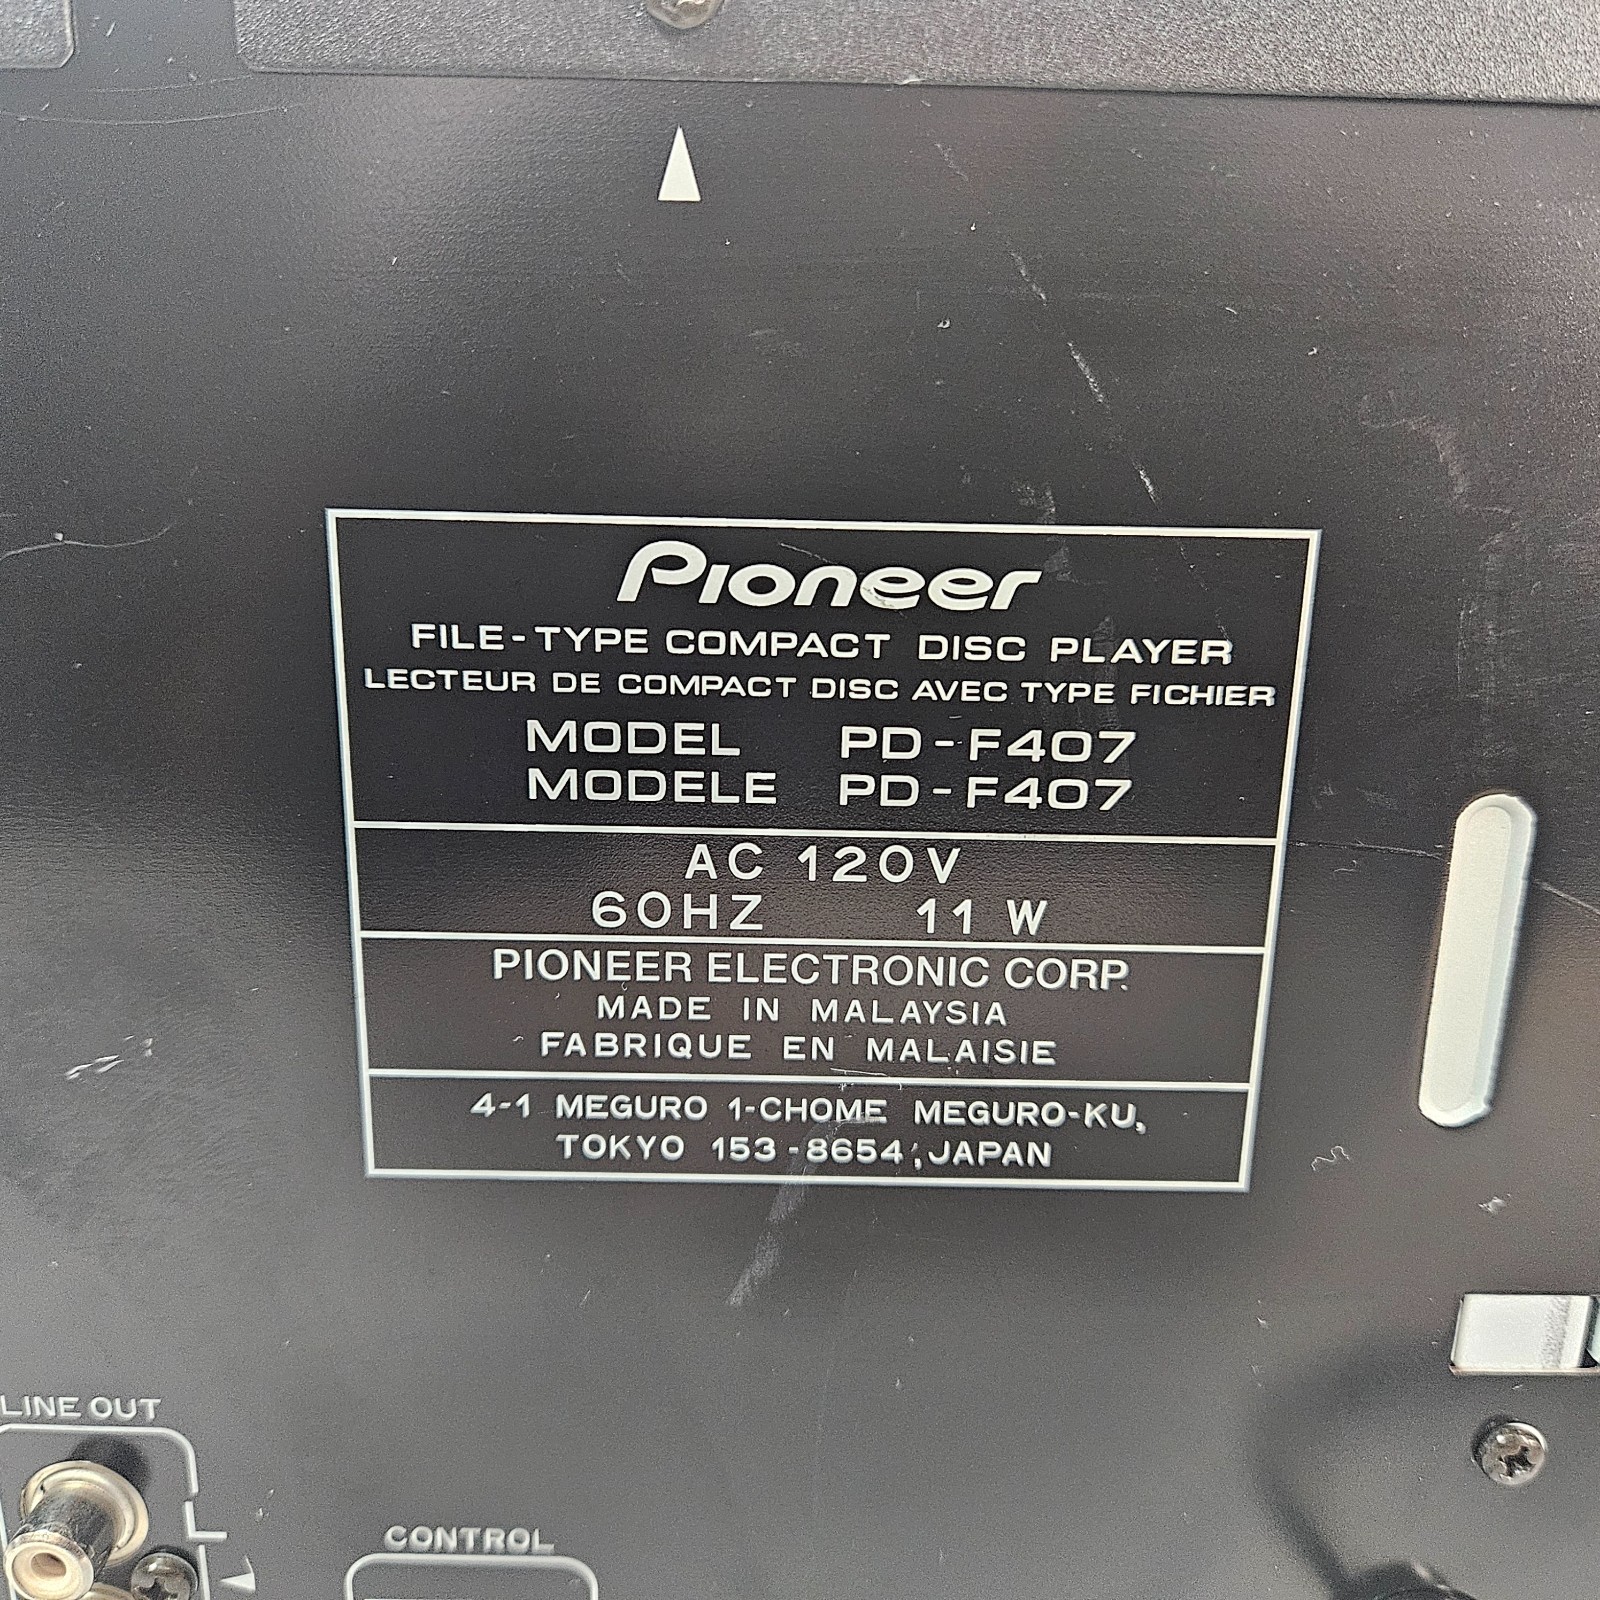 Pioneer
FILE-TYPE COMPACT DISC PLAYER
LECTEUR DE COMPACT DISC AVEC TYPE FICHIER
MODEL PD-F407
MODELE PD-F407
AC 120V
60HZ 11 W
PIONEER ELECTRONIC CORP.
MADE IN MALAYSIA
FABRIQUE EN MALAISIE
4-1 MEGURO 1-CHOME MEGURO-KU,
TOKYO 153-8654, JAPAN
LINE OUT
L
CONTROL